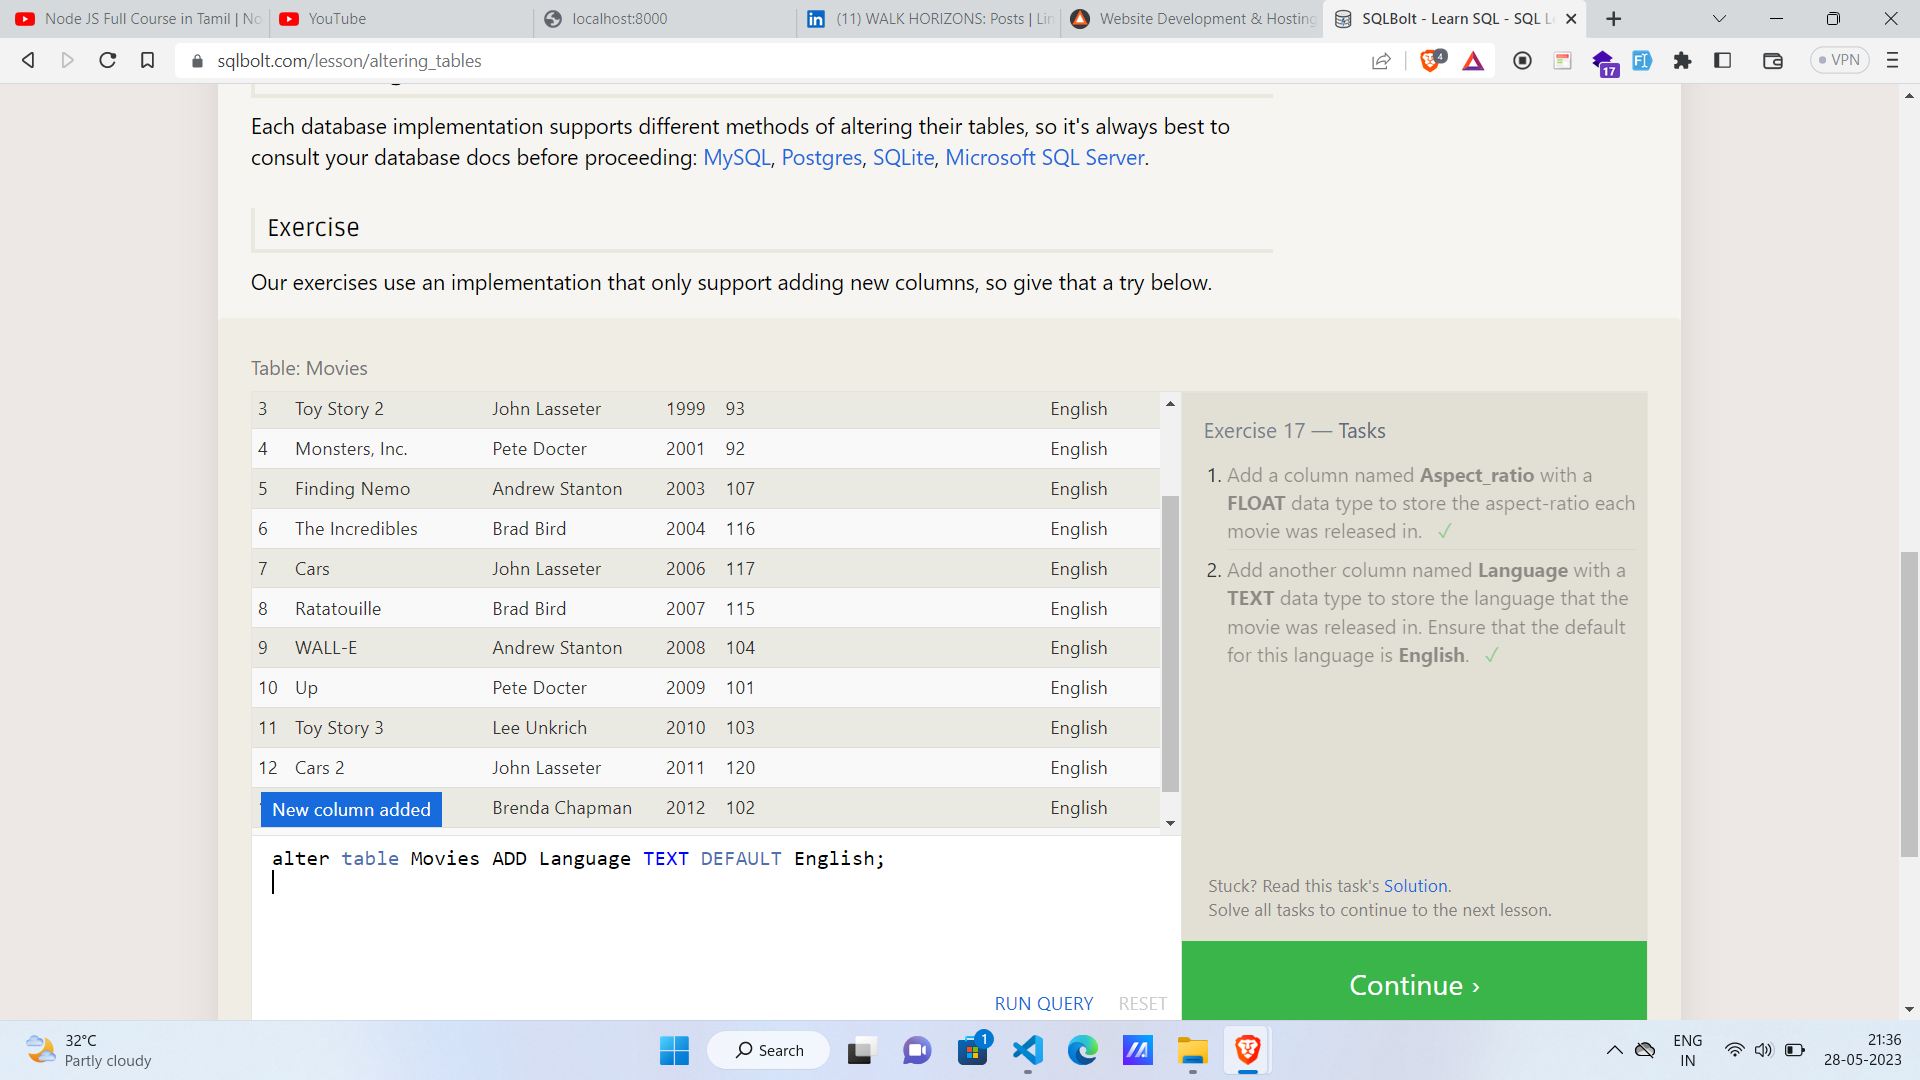 Node JS Full Course in Tamil | No
YouTube
localhost:8000
(11) WALK HORIZONS: Posts | Lin
Website Development & Hosting
SQLBolt - Learn SQL - SQL Le
sqlbolt.com/lesson/altering_tables
4
17
VPN
Each database implementation supports different methods of altering their tables, so it's always best to
consult your database docs before proceeding: MySQL, Postgres, SQLite, Microsoft SQL Server.
Exercise
Our exercises use an implementation that only support adding new columns, so give that a try below.
Table: Movies
3 Toy Story 2 John Lasseter 1999 93 English
4 Monsters, Inc. Pete Docter 2001 92 English
5 Finding Nemo Andrew Stanton 2003 107 English
6 The Incredibles Brad Bird 2004 116 English
7 Cars John Lasseter 2006 117 English
8 Ratatouille Brad Bird 2007 115 English
9 WALL-E Andrew Stanton 2008 104 English
10 Up Pete Docter 2009 101 English
11 Toy Story 3 Lee Unkrich 2010 103 English
12 Cars 2 John Lasseter 2011 120 English
Brenda Chapman 2012 102 English
New column added
alter table Movies ADD Language TEXT DEFAULT English;
RUN QUERY RESET
Exercise 17 — Tasks
1. Add a column named Aspect_ratio with a
FLOAT data type to store the aspect-ratio each
movie was released in. ✓
2. Add another column named Language with a
TEXT data type to store the language that the
movie was released in. Ensure that the default
for this language is English. ✓
Stuck? Read this task's Solution.
Solve all tasks to continue to the next lesson.
Continue ›
32°C
Partly cloudy
Search
1
ENG
IN
21:36
28-05-2023